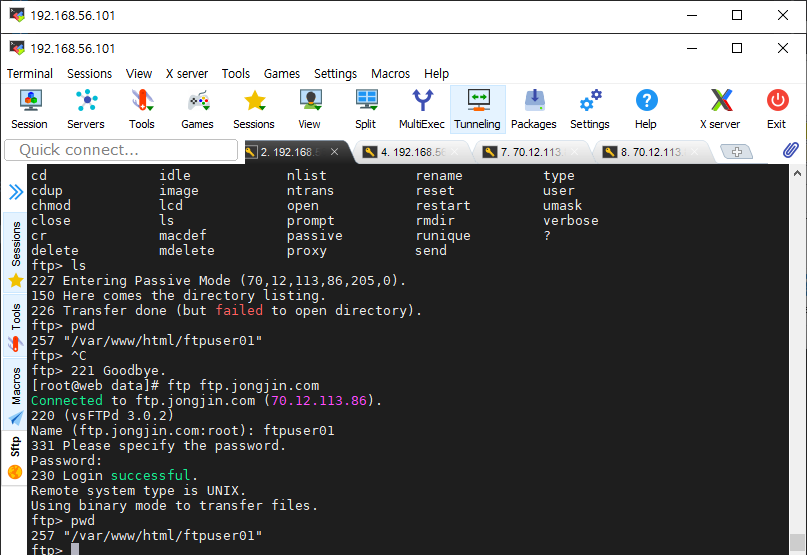 192.168.56.101
192.168.56.101
Terminal Sessions View X server Tools Games Settings Macros Help
Session Servers Tools Games Sessions View Split MultiExec Tunneling Packages Settings Help X server Exit
Quick connect... 2. 192.168. 4. 192.168.56 7. 70.12.113 8. 70.12.113
Sessions
Tools
Macros
Sftp
cd idle nlist rename type
cdup image ntrans reset user
chmod lcd open restart umask
close ls prompt rmdir verbose
cr macdef passive runique ?
delete mdelete proxy send
ftp> ls
227 Entering Passive Mode (70,12,113,86,205,0).
150 Here comes the directory listing.
226 Transfer done (but failed to open directory).
ftp> pwd
257 "/var/www/html/ftpuser01"
ftp> ^C
ftp> 221 Goodbye.
[root@web data]# ftp ftp.jongjin.com
Connected to ftp.jongjin.com (70.12.113.86).
220 (vsFTPd 3.0.2)
Name (ftp.jongjin.com:root): ftpuser01
331 Please specify the password.
Password:
230 Login successful.
Remote system type is UNIX.
Using binary mode to transfer files.
ftp> pwd
257 "/var/www/html/ftpuser01"
ftp>